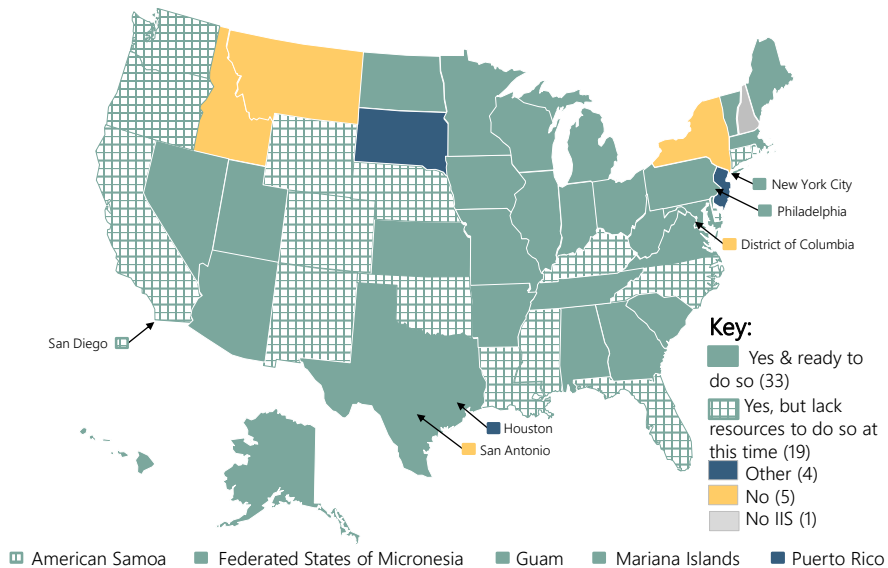 New York City
Philadelphia
District of Columbia
San Diego
Key:
Yes & ready to
do so (33)
Yes, but lack
resources to do so at
this time (19)
Other (4)
No (5)
No IIS (1)
Houston
San Antonio
American Samoa Federated States of Micronesia Guam Mariana Islands Puerto Rico